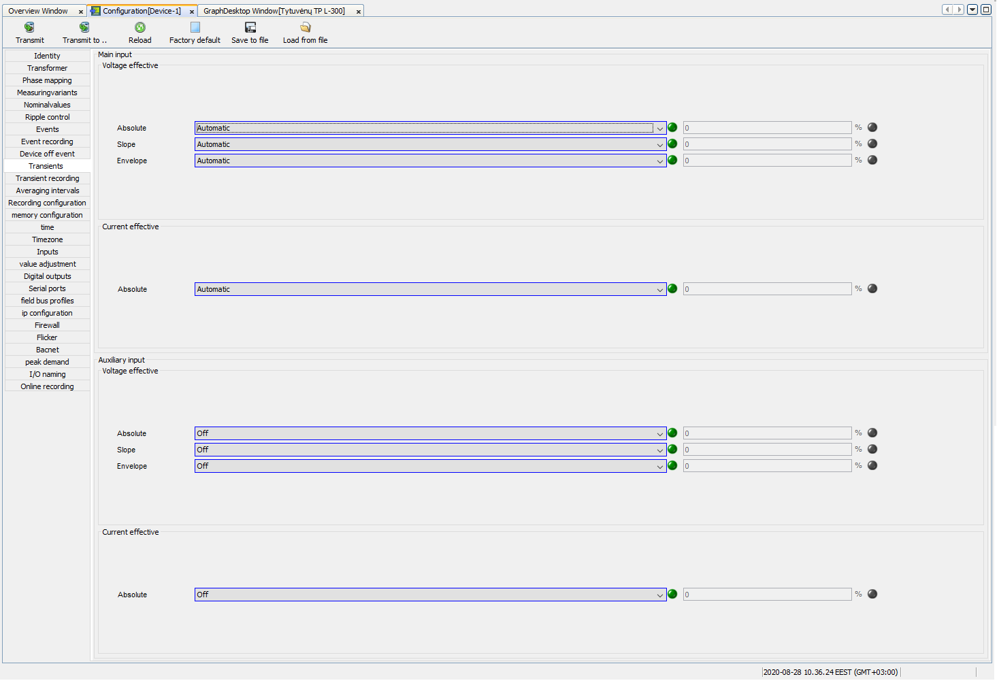 Overview Window
Configuration[Device-1]
GraphDesktop Window[Tytuvėnų TP L-300]
Transmit
Transmit to ..
Reload
Factory default
Save to file
Load from file
Identity
Transformer
Phase mapping
Measuringvariants
Nominalvalues
Ripple control
Events
Event recording
Device off event
Transients
Transient recording
Averaging intervals
Recording configuration
memory configuration
time
Timezone
Inputs
value adjustment
Digital outputs
Serial ports
field bus profiles
ip configuration
Firewall
Flicker
Bacnet
peak demand
I/O naming
Online recording
Main input
Voltage effective
Absolute Automatic 0 %
Slope Automatic 0 %
Envelope Automatic 0 %
Current effective
Absolute Automatic 0 %
Auxiliary input
Voltage effective
Absolute Off 0 %
Slope Off 0 %
Envelope Off 0 %
Current effective
Absolute Off 0 %
2020-08-28 10.36.24 EEST (GMT+03:00)